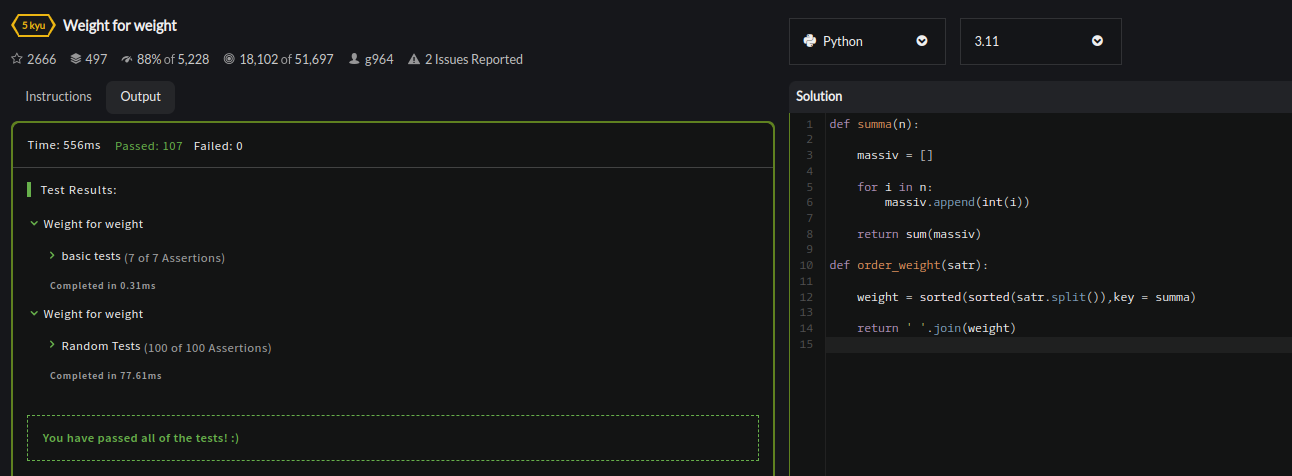 5 kyu Weight for weight
2666 497 88% of 5,228 18,102 of 51,697 g964 2 Issues Reported
Instructions Output
Time: 556ms Passed: 107 Failed: 0
Test Results:
Weight for weight
basic tests (7 of 7 Assertions)
Completed in 0.31ms
Weight for weight
Random Tests (100 of 100 Assertions)
Completed in 77.61ms
You have passed all of the tests! :)
Python 3.11
Solution
1 def summa(n):
2
3     massiv = []
4
5     for i in n:
6         massiv.append(int(i))
7
8     return sum(massiv)
9
10 def order_weight(satr):
11
12     weight = sorted(sorted(satr.split()),key = summa)
13
14     return ' '.join(weight)
15